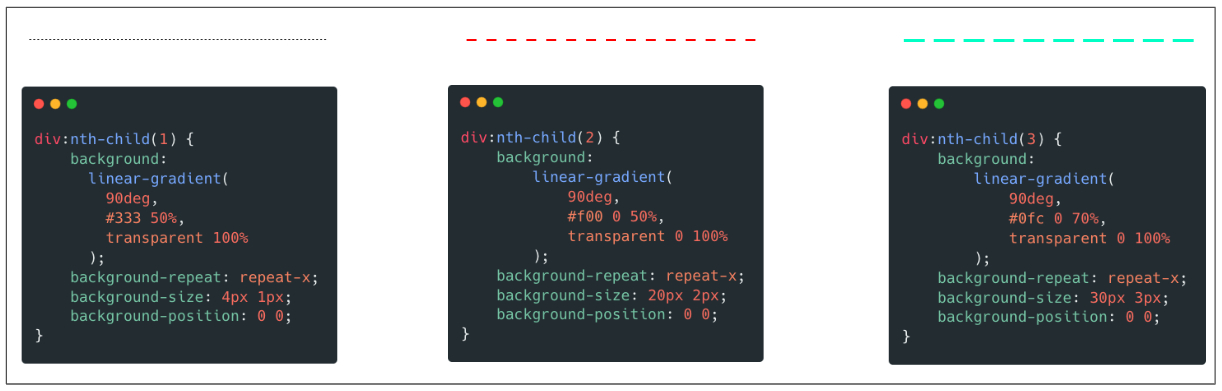 div:nth-child(1) {
background:
linear-gradient(
90deg,
#333 50%,
transparent 100%
);
background-repeat: repeat-x;
background-size: 4px 1px;
background-position: 0 0;
}
div:nth-child(2) {
background:
linear-gradient(
90deg,
#f00 0 50%,
transparent 0 100%
);
background-repeat: repeat-x;
background-size: 20px 2px;
background-position: 0 0;
}
div:nth-child(3) {
background:
linear-gradient(
90deg,
#0fc 0 70%,
transparent 0 100%
);
background-repeat: repeat-x;
background-size: 30px 3px;
background-position: 0 0;
}